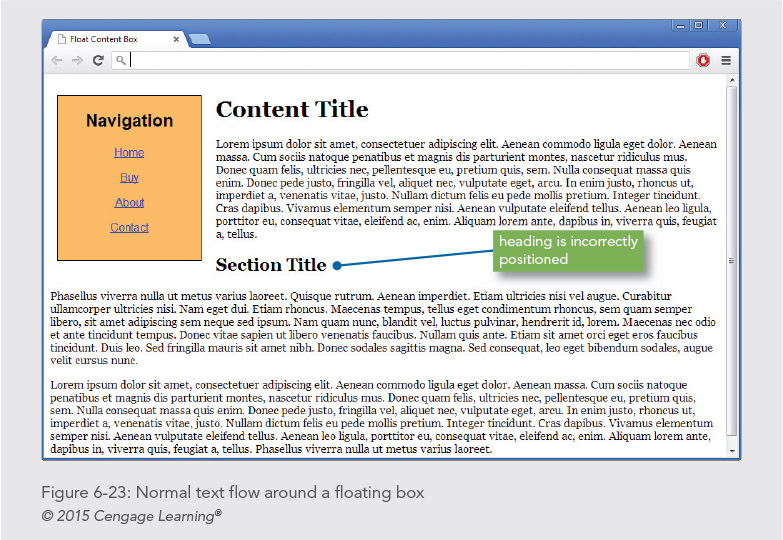 Float Content Box
Navigation
Home
Buy
About
Contact
Content Title
Lorem ipsum dolor sit amet, consectetuer adipiscing elit. Aenean commodo ligula eget dolor. Aenean
massa. Cum sociis natoque penatibus et magnis dis parturient montes, nascetur ridiculus mus.
Donec quam felis, ultricies nec, pellentesque eu, pretium quis, sem. Nulla consequat massa quis
enim. Donec pede justo, fringilla vel, aliquet nec, vulputate eget, arcu. In enim justo, rhoncus ut,
imperdiet a, venenatis vitae, justo. Nullam dictum felis eu pede mollis pretium. Integer tincidunt.
Cras dapibus. Vivamus elementum semper nisi. Aenean vulputate eleifend tellus. Aenean leo ligula,
porttitor eu, consequat vitae, eleifend ac, enim. Aliquam lorem ante, dapibus in, viverra quis, feugiat
a, tellus.
heading is incorrectly
positioned
Section Title
Phasellus viverra nulla ut metus varius laoreet. Quisque rutrum. Aenean imperdiet. Etiam ultricies nisi vel augue. Curabitur
ullamcorper ultricies nisi. Nam eget dui. Etiam rhoncus. Maecenas tempus, tellus eget condimentum rhoncus, sem quam semper
libero, sit amet adipiscing sem neque sed ipsum. Nam quam nunc, blandit vel, luctus pulvinar, hendrerit id, lorem. Maecenas nec odio
et ante tincidunt tempus. Donec vitae sapien ut libero venenatis faucibus. Nullam quis ante. Etiam sit amet orci eget eros faucibus
tincidunt. Duis leo. Sed fringilla mauris sit amet nibh. Donec sodales sagittis magna. Sed consequat, leo eget bibendum sodales, augue
velit cursus nunc.
Lorem ipsum dolor sit amet, consectetuer adipiscing elit. Aenean commodo ligula eget dolor. Aenean massa. Cum sociis natoque
penatibus et magnis dis parturient montes, nascetur ridiculus mus. Donec quam felis, ultricies nec, pellentesque eu, pretium quis,
sem. Nulla consequat massa quis enim. Donec pede justo, fringilla vel, aliquet nec, vulputate eget, arcu. In enim justo, rhoncus ut,
imperdiet a, venenatis vitae, justo. Nullam dictum felis eu pede mollis pretium. Integer tincidunt. Cras dapibus. Vivamus elementum
semper nisi. Aenean vulputate eleifend tellus. Aenean leo ligula, porttitor eu, consequat vitae, eleifend ac, enim. Aliquam lorem ante,
dapibus in, viverra quis, feugiat a, tellus. Phasellus viverra nulla ut metus varius laoreet.
Figure 6-23: Normal text flow around a floating box
© 2015 Cengage Learning®